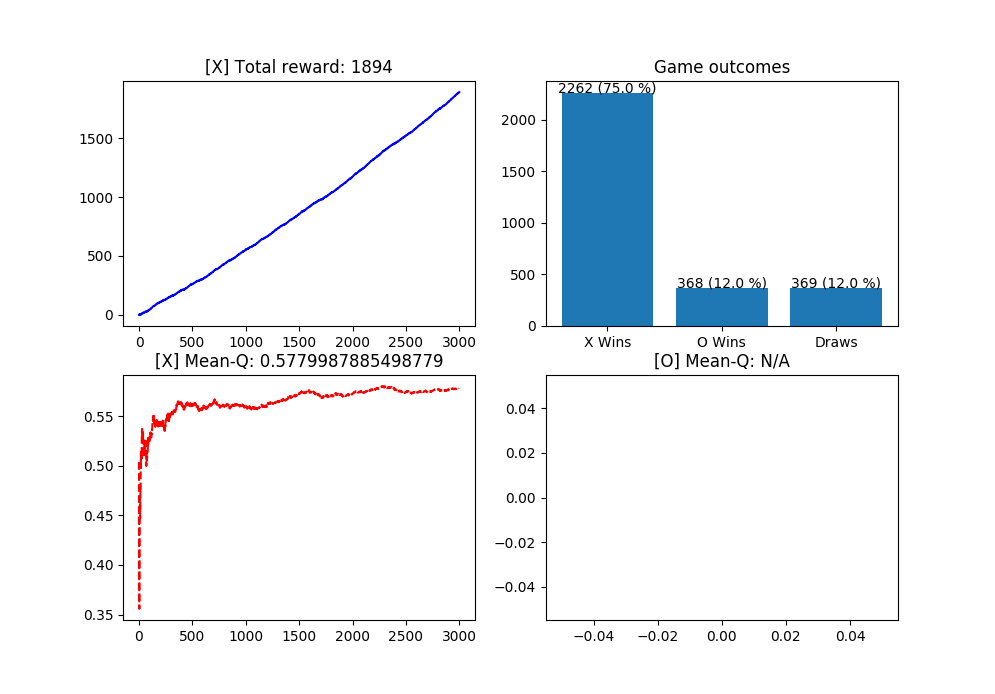 [X] Total reward: 1894
1500
1000
500
0
0 500 1000 1500 2000 2500 3000
Game outcomes
2262 (75.0 %)
368 (12.0 %)
369 (12.0 %)
2000
1500
1000
500
0
X Wins O Wins Draws
[X] Mean-Q: 0.5779987885498779
0.55
0.50
0.45
0.40
0.35
0 500 1000 1500 2000 2500 3000
[O] Mean-Q: N/A
0.04
0.02
0.00
−0.02
−0.04
−0.04 −0.02 0.00 0.02 0.04